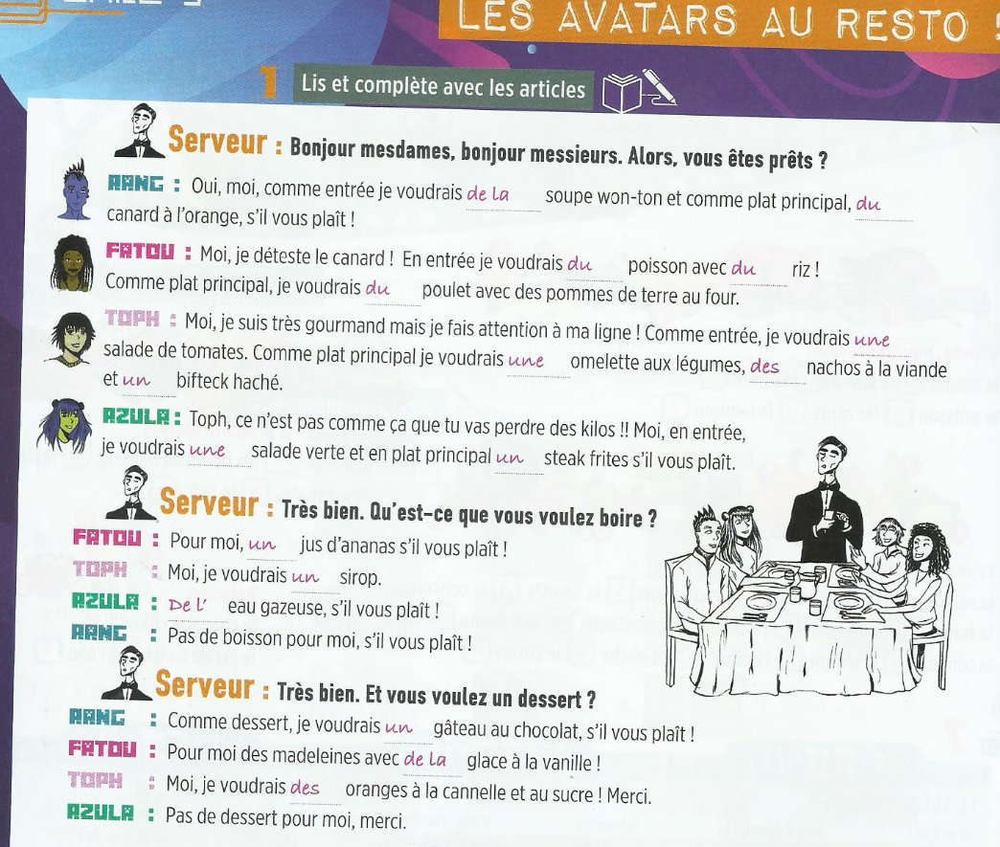 LES AVATARS AU RESTO !
1 Lis et complète avec les articles
Serveur : Bonjour mesdames, bonjour messieurs. Alors, vous êtes prêts ?
AANG : Oui, moi, comme entrée je voudrais de la soupe won-ton et comme plat principal, du
canard à l'orange, s'il vous plaît !
FATOU : Moi, je déteste le canard ! En entrée je voudrais du poisson avec du riz !
Comme plat principal, je voudrais du poulet avec des pommes de terre au four.
TOPH : Moi, je suis très gourmand mais je fais attention à ma ligne ! Comme entrée, je voudrais une
salade de tomates. Comme plat principal je voudrais une omelette aux légumes, des nachos à la viande
et un bifteck haché.
AZULA : Toph, ce n'est pas comme ça que tu vas perdre des kilos !! Moi, en entrée,
je voudrais une salade verte et en plat principal un steak frites s'il vous plaît.
Serveur : Très bien. Qu'est-ce que vous voulez boire ?
FATOU : Pour moi, un jus d'ananas s'il vous plaît !
TOPH : Moi, je voudrais un sirop.
AZULA : De l' eau gazeuse, s'il vous plaît !
AANG : Pas de boisson pour moi, s'il vous plaît !
Serveur : Très bien. Et vous voulez un dessert ?
AANG : Comme dessert, je voudrais un gâteau au chocolat, s'il vous plaît !
FATOU : Pour moi des madeleines avec de la glace à la vanille !
TOPH : Moi, je voudrais des oranges à la cannelle et au sucre ! Merci.
AZULA : Pas de dessert pour moi, merci.